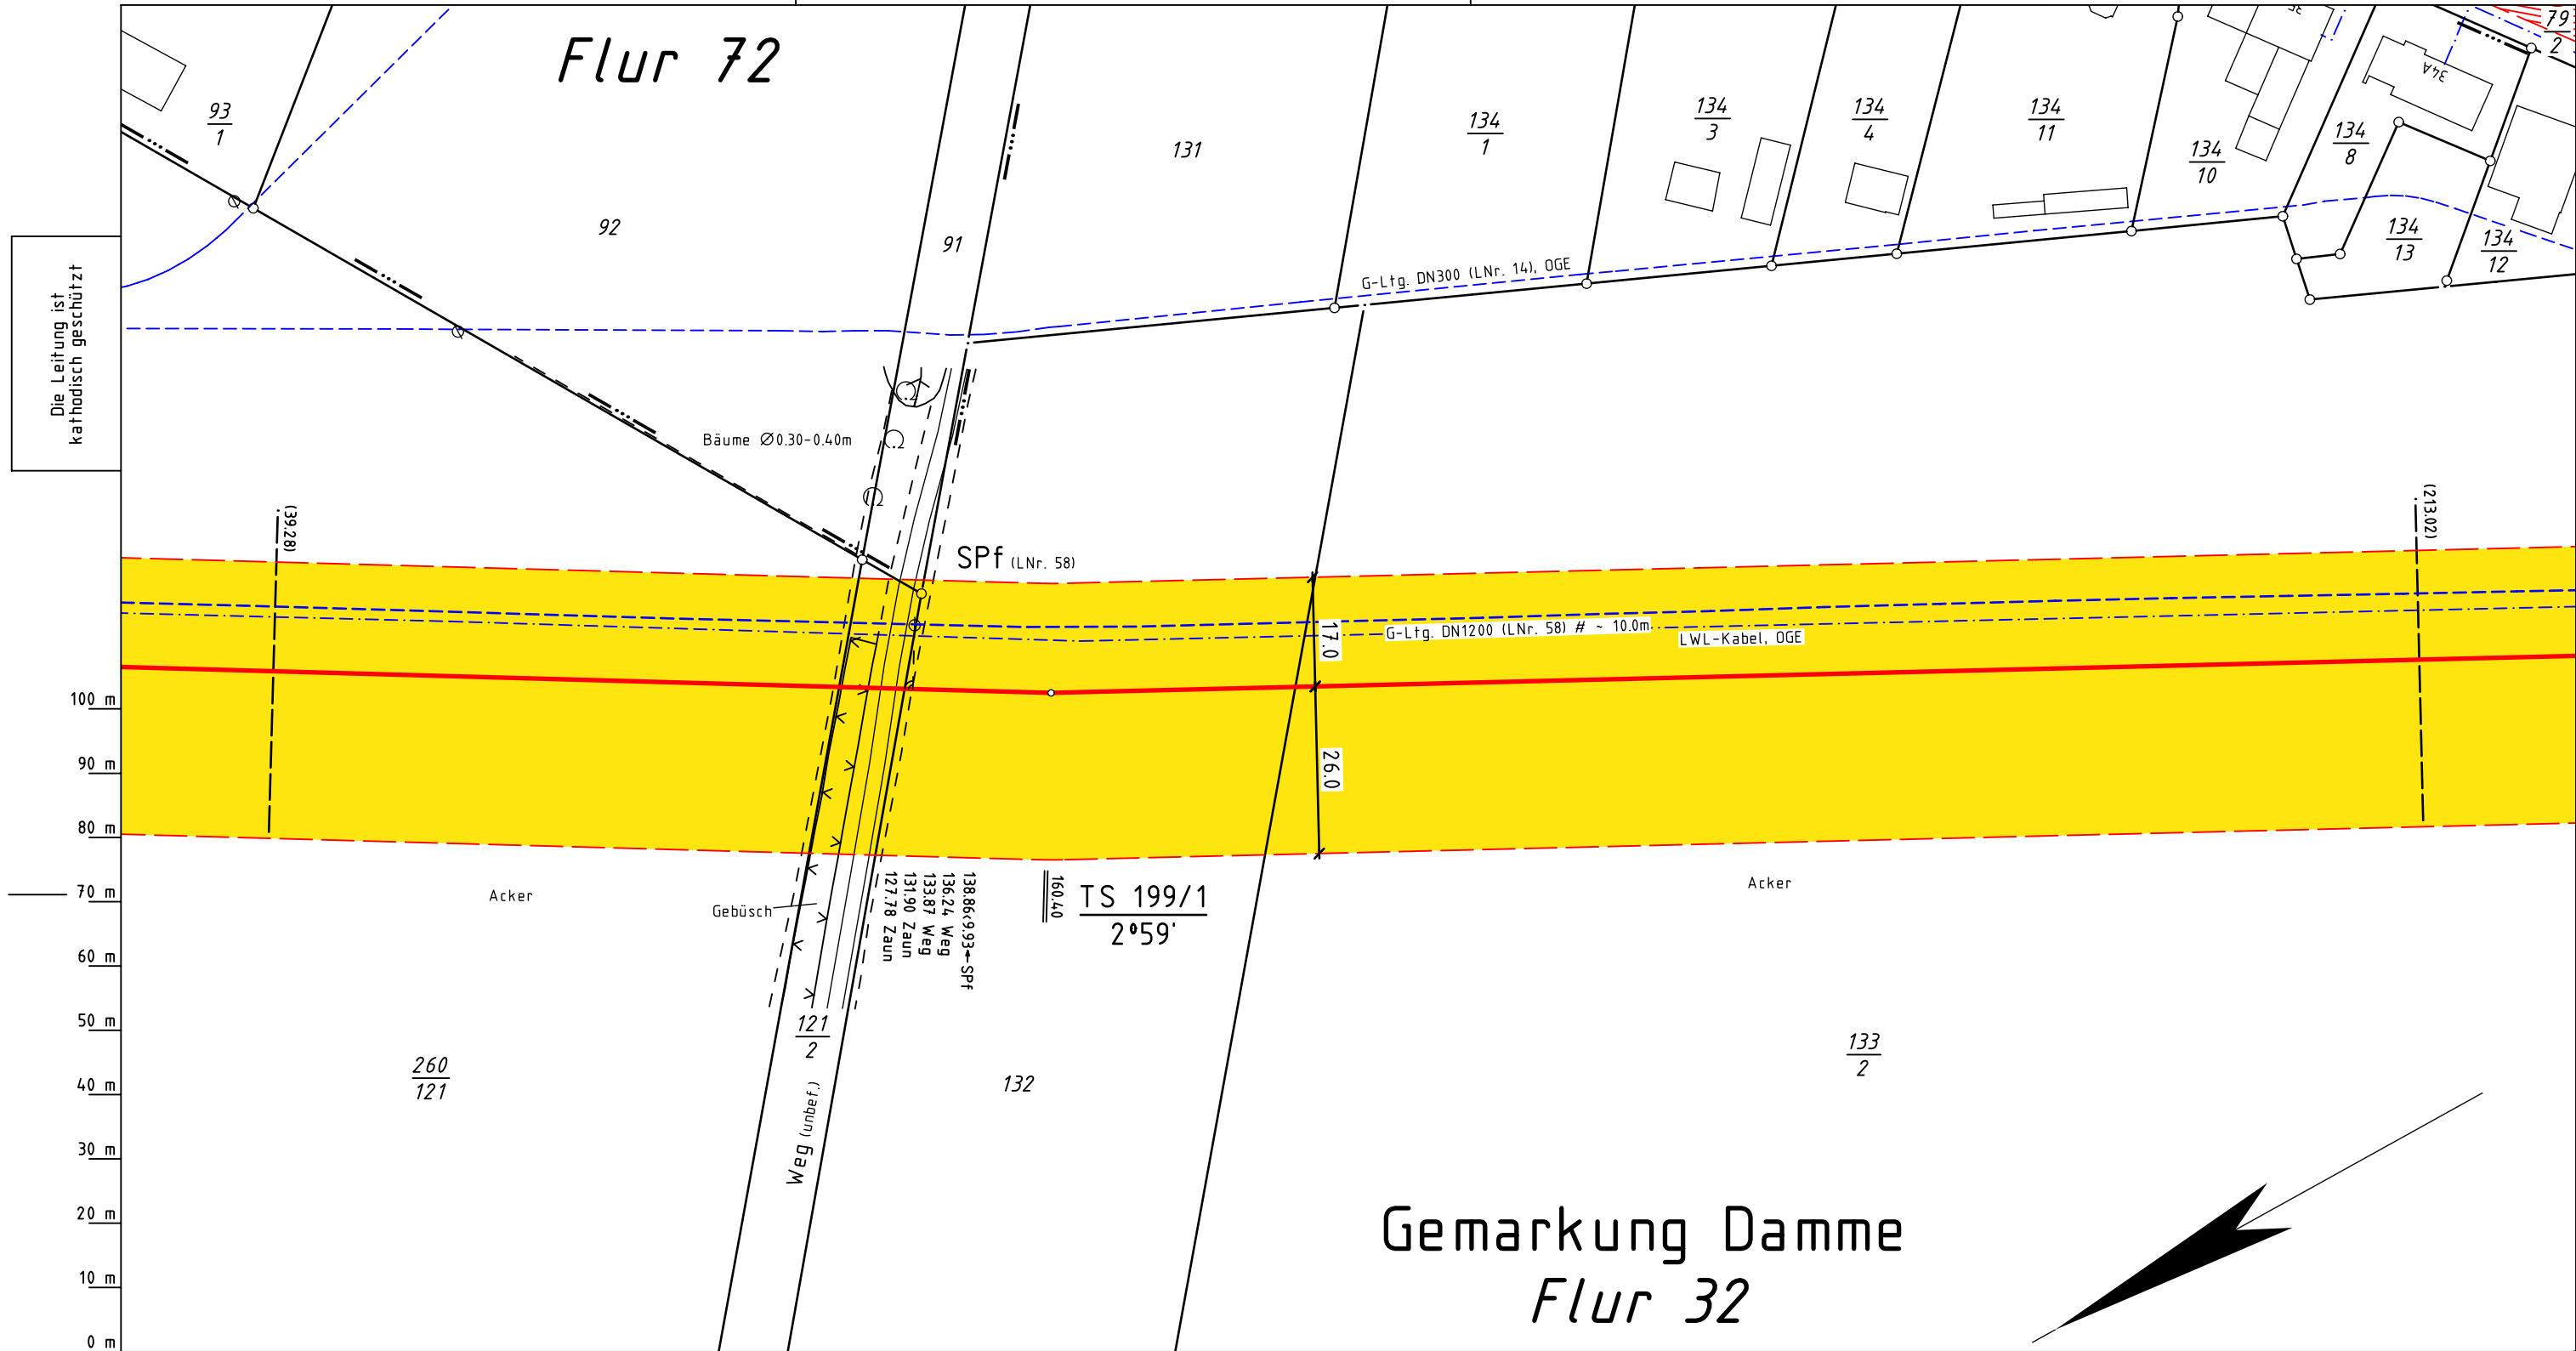 Flur 72
79
2
34A
93
1
92
91
131
134
1
134
3
134
4
134
11
134
10
134
8
134
13
134
12
G-Ltg. DN300 (LNr. 14), OGE
Die Leitung ist
kathodisch geschützt
Bäume Ø0.30-0.40m
(39.28)
(213.02)
SPf (LNr. 58)
17.0
G-Ltg. DN1200 (LNr. 58) # ~ 10.0m
LWL-Kabel, OGE
26.0
100 m
90 m
80 m
70 m
60 m
50 m
40 m
30 m
20 m
10 m
0 m
Acker
Acker
Gebüsch
138.86<9.93←SPf
136.24 Weg
133.87 Weg
131.90 Zaun
127.78 Zaun
160.40
TS 199/1
2°59'
121
2
260
121
132
133
2
Weg (unbef.)
Gemarkung Damme
Flur 32